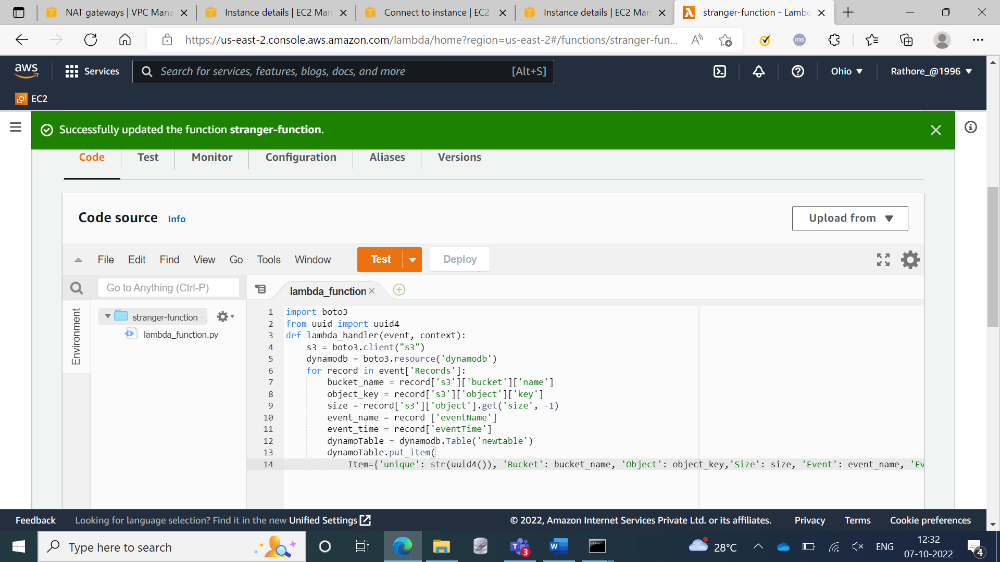 NAT gateways | VPC Mana
Instance details | EC2 Man
Connect to instance | EC2
Instance details | EC2 Man
stranger-function - Lambd
https://us-east-2.console.aws.amazon.com/lambda/home?region=us-east-2#/functions/stranger-fun...
me
aws
Services
Search for services, features, blogs, docs, and more
[Alt+S]
Ohio
Rathore_@1996
EC2
Successfully updated the function stranger-function.
Code
Test
Monitor
Configuration
Aliases
Versions
Code source
Info
Upload from
File
Edit
Find
View
Go
Tools
Window
Test
Deploy
Go to Anything (Ctrl-P)
lambda_function
Environment
stranger-function
lambda_function.py
1 import boto3
2 from uuid import uuid4
3 def lambda_handler(event, context):
4 s3 = boto3.client("s3")
5 dynamodb = boto3.resource('dynamodb')
6 for record in event['Records']:
7 bucket_name = record['s3']['bucket']['name']
8 object_key = record['s3']['object']['key']
9 size = record['s3']['object'].get('size', -1)
10 event_name = record ['eventName']
11 event_time = record['eventTime']
12 dynamoTable = dynamodb.Table('newtable')
13 dynamoTable.put_item(
14 Item={'unique': str(uuid4()), 'Bucket': bucket_name, 'Object': object_key,'Size': size, 'Event': event_name, 'Ev
Feedback
Looking for language selection? Find it in the new Unified Settings
© 2022, Amazon Internet Services Private Ltd. or its affiliates.
Privacy
Terms
Cookie preferences
Type here to search
3
28°C
ENG
12:32
07-10-2022
4